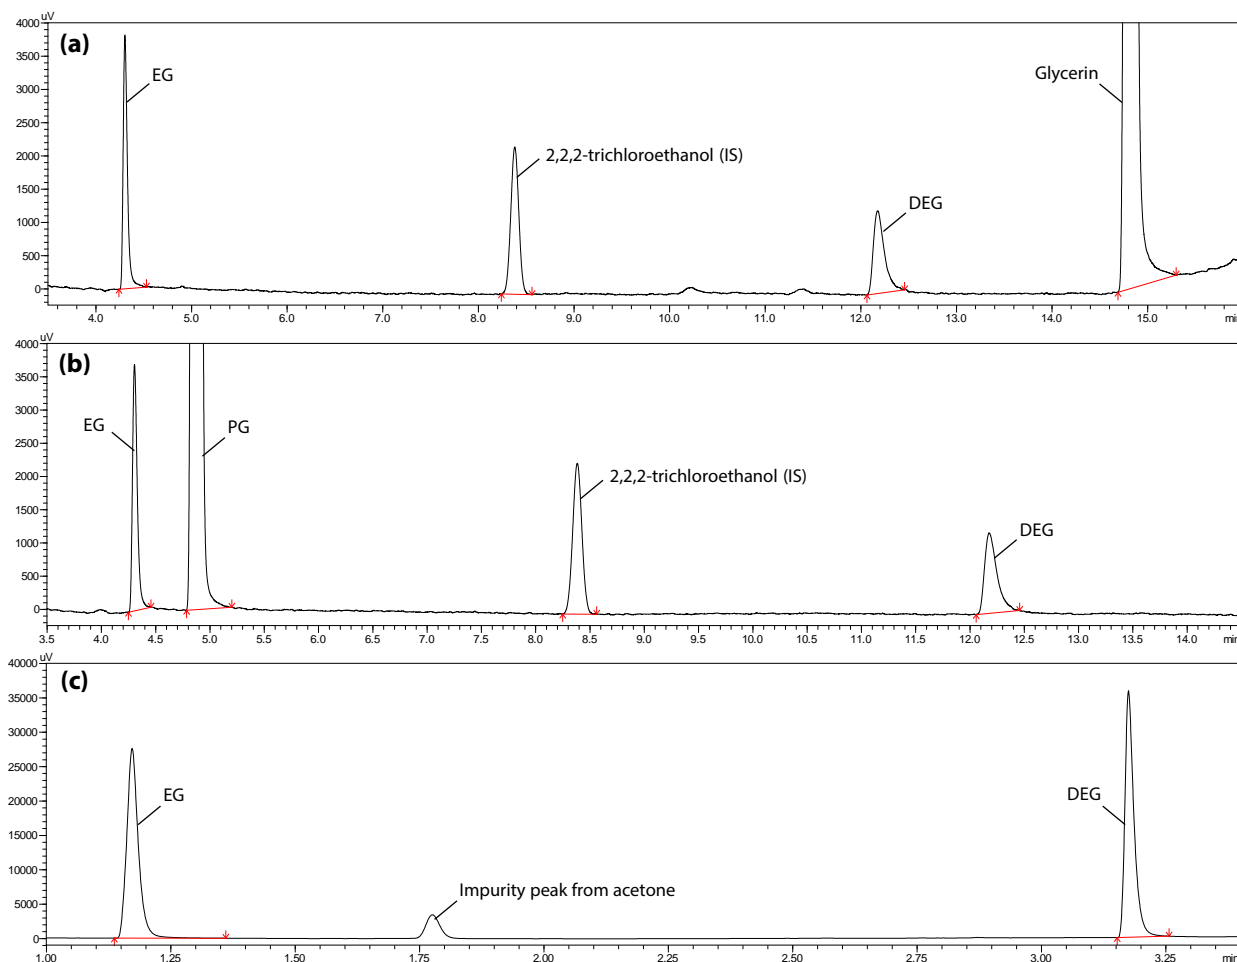 uV
4000
(a)
3500
EG
Glycerin
3000
2500
2000
2,2,2-trichloroethanol (IS)
1500
DEG
1000
500
0
4.0 5.0 6.0 7.0 8.0 9.0 10.0 11.0 12.0 13.0 14.0 15.0
uV
4000
(b)
3500
3000
EG
PG
2500
2000
2,2,2-trichloroethanol (IS)
1500
DEG
1000
500
0
3.5 4.0 4.5 5.0 5.5 6.0 6.5 7.0 7.5 8.0 8.5 9.0 9.5 10.0 10.5 11.0 11.5 12.0 12.5 13.0 13.5 14.0
uV
40000
(c)
35000
30000
25000
EG
DEG
20000
15000
10000
Impurity peak from acetone
5000
0
1.00 1.25 1.50 1.75 2.00 2.25 2.50 2.75 3.00 3.25